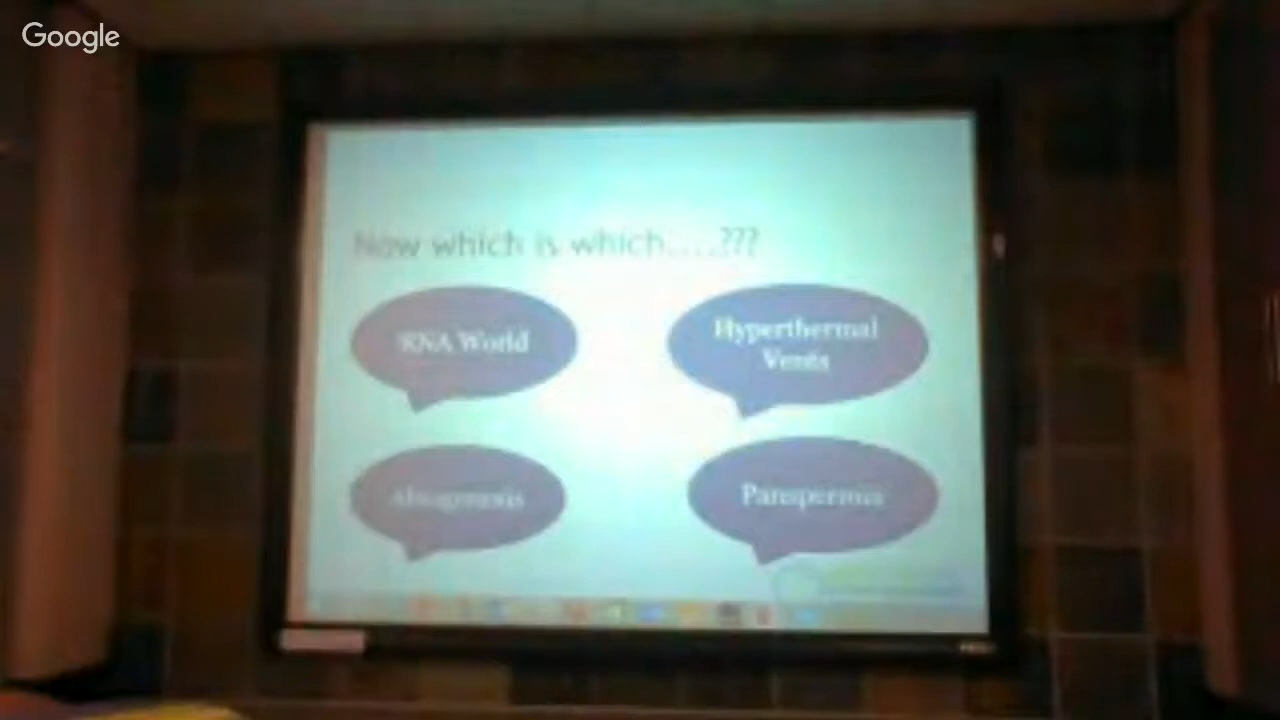 Google
Now which is which.....???
RNA World
Hyperthermal
Vents
Abiogenesis
Panspermia